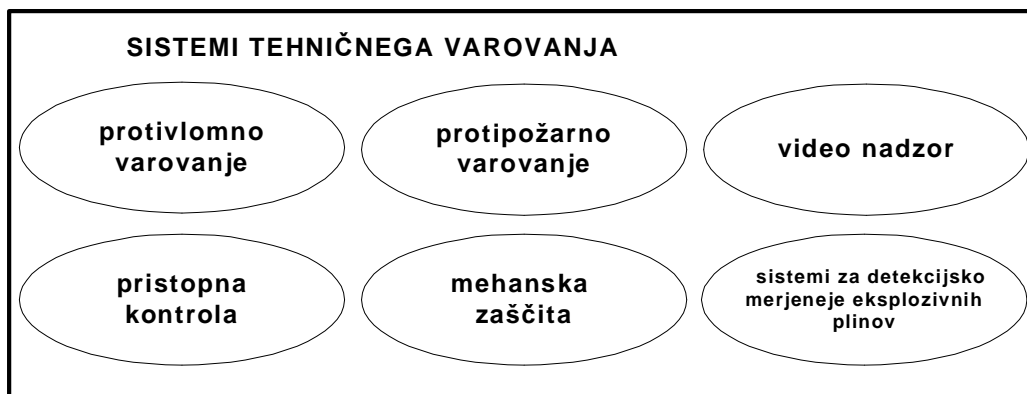 SISTEMI TEHNIČNEGA VAROVANJA
protivlomno
varovanje
protipožarno
varovanje
video nadzor
pristopna
kontrola
mehanska
zaščita
sistemi za detekcijsko
merjeneje eksplozivnih
plinov